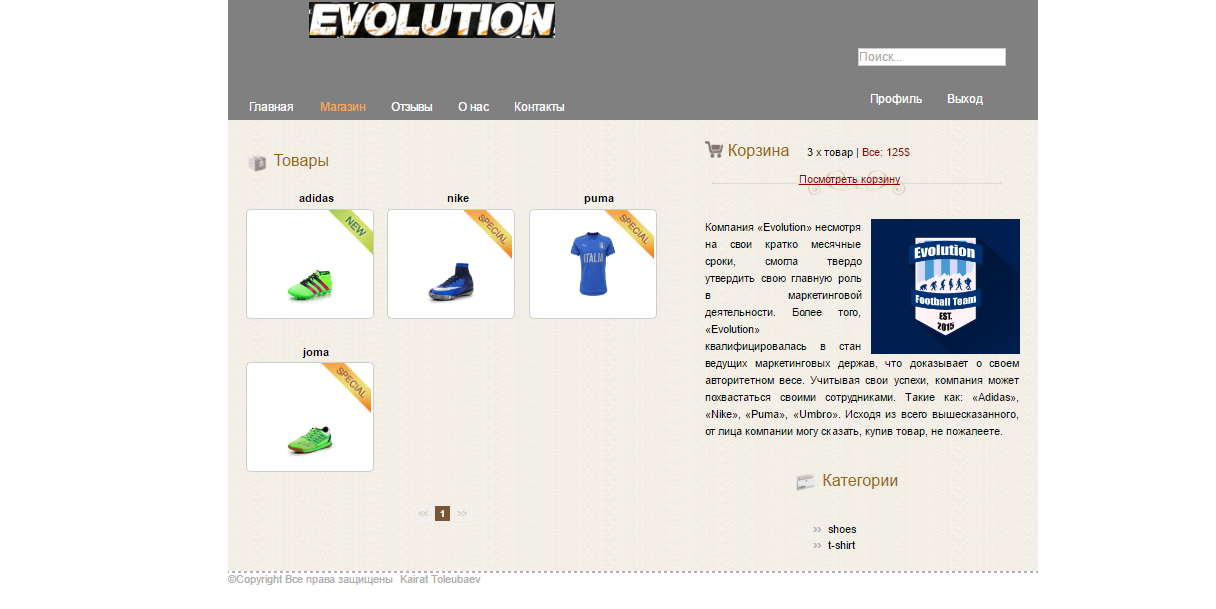 EVOLUTION
Поиск...
Главная Магазин Отзывы О нас Контакты
Профиль Выход
Товары
adidas nike puma
NEW
SPECIAL
SPECIAL
ITALIA
joma
SPECIAL
<< 1 >>
Корзина 3 x товар | Все: 125$
Посмотреть корзину
Компания «Evolution» несмотря
на свои кратко месячные
сроки, смогла твердо
утвердить свою главную роль
в маркетинговой
деятельности. Более того,
«Evolution»
квалифицировалась в стан
ведущих маркетинговых держав, что доказывает о своем
авторитетном весе. Учитывая свои успехи, компания может
похвастаться своими сотрудниками. Такие как: «Adidas»,
«Nike», «Puma», «Umbro». Исходя из всего вышесказанного,
от лица компании могу сказать, купив товар, не пожалеете.
Evolution
Football Team
EST.
2015
Категории
shoes
t-shirt
©Copyright Все права защищены Kairat Toleubaev